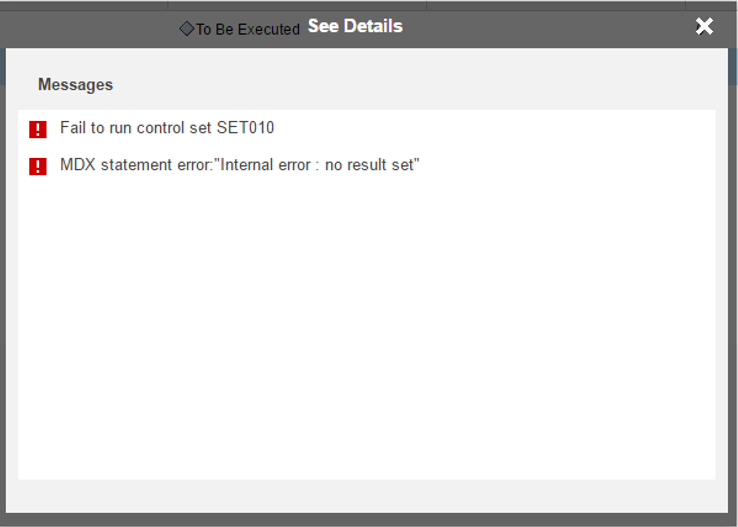 To Be Executed
See Details
Messages
Fail to run control set SET010
MDX statement error:"Internal error : no result set"